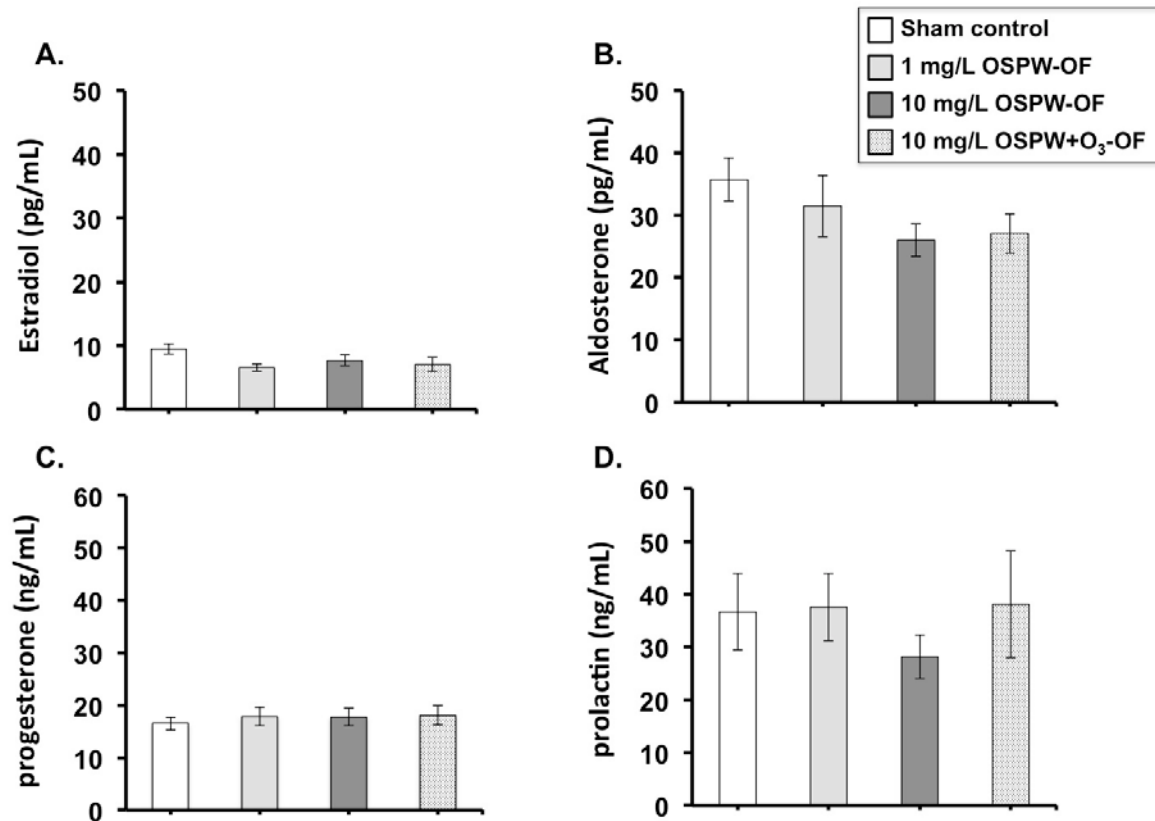 A.
Estradiol (pg/mL)
50
40
30
20
10
0
B.
Aldosterone (pg/mL)
50
40
30
20
10
0
Sham control
1 mg/L OSPW-OF
10 mg/L OSPW-OF
10 mg/L OSPW+O₃-OF
C.
progesterone (ng/mL)
60
50
40
30
20
10
0
D.
prolactin (ng/mL)
60
50
40
30
20
10
0